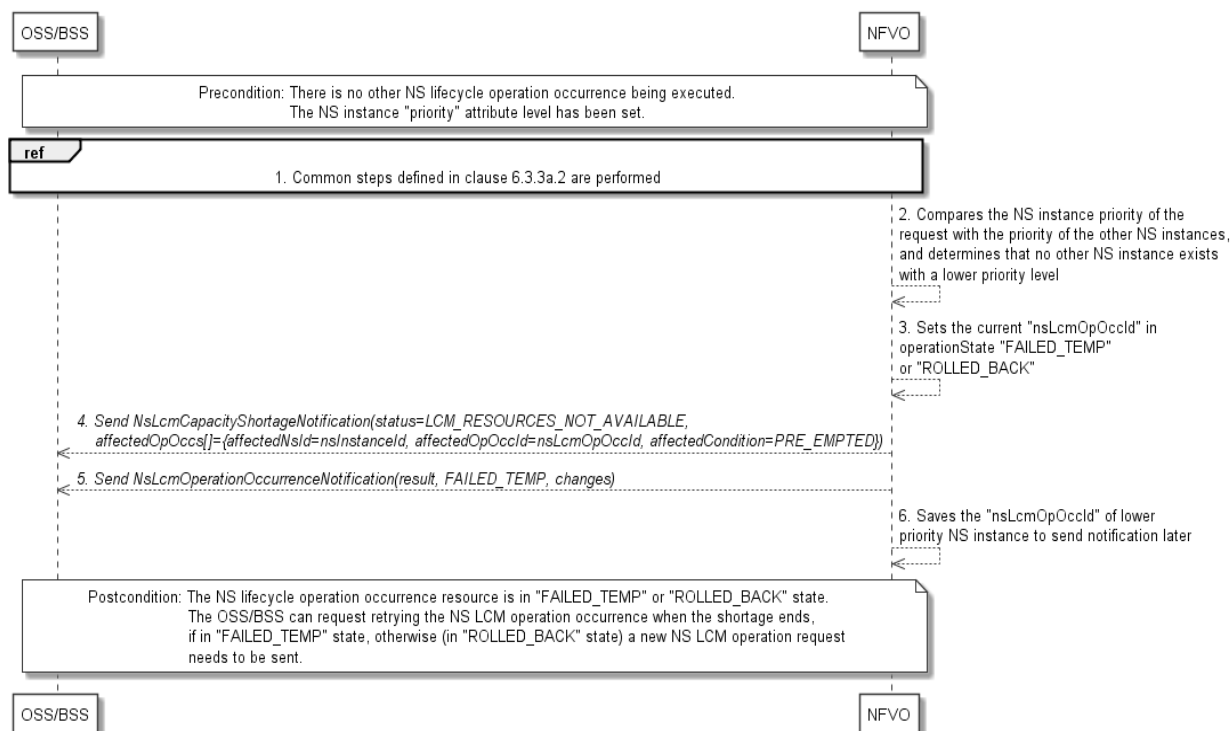 OSS/BSS
NFVO
Precondition: There is no other NS lifecycle operation occurrence being executed.
The NS instance "priority" attribute level has been set.
ref
1. Common steps defined in clause 6.3.3a.2 are performed
2. Compares the NS instance priority of the
request with the priority of the other NS instances,
and determines that no other NS instance exists
with a lower priority level
3. Sets the current "nsLcmOpOccId" in
operationState "FAILED_TEMP"
or "ROLLED_BACK"
4. Send NsLcmCapacityShortageNotification(status=LCM_RESOURCES_NOT_AVAILABLE,
affectedOpOccs[]={affectedNsId=nsInstanceId, affectedOpOccId=nsLcmOpOccId, affectedCondition=PRE_EMPTED})
5. Send NsLcmOperationOccurrenceNotification(result, FAILED_TEMP, changes)
6. Saves the "nsLcmOpOccId" of lower
priority NS instance to send notification later
Postcondition: The NS lifecycle operation occurrence resource is in "FAILED_TEMP" or "ROLLED_BACK" state.
The OSS/BSS can request retrying the NS LCM operation occurrence when the shortage ends,
if in "FAILED_TEMP" state, otherwise (in "ROLLED_BACK" state) a new NS LCM operation request
needs to be sent.
OSS/BSS
NFVO